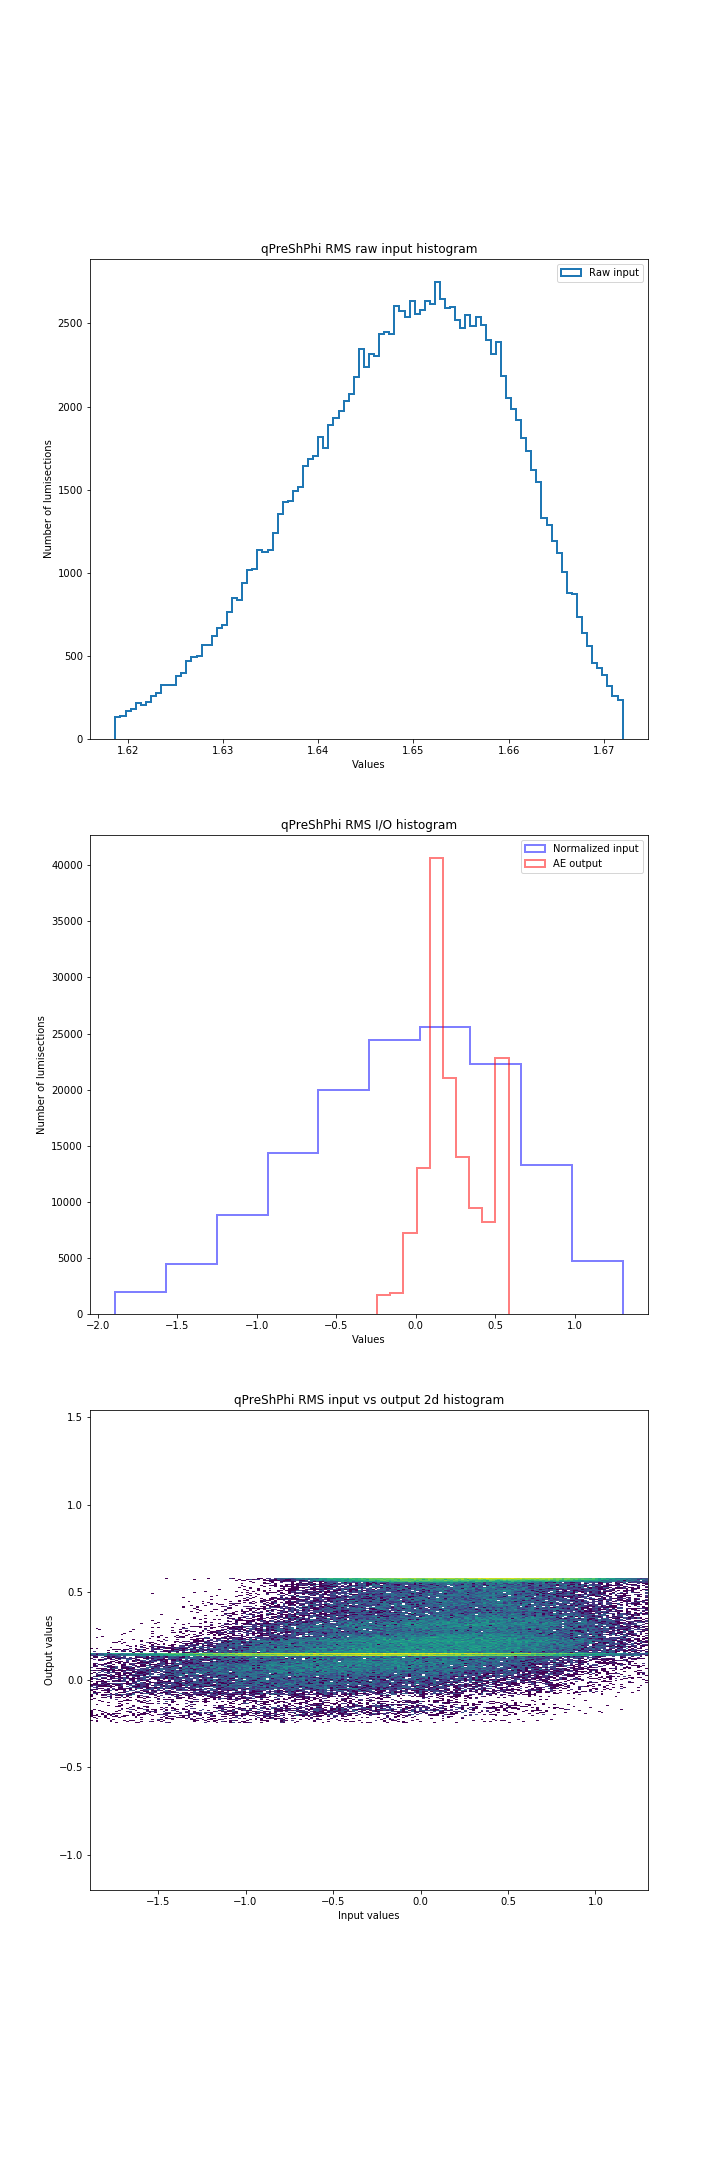 qPreShPhi RMS raw input histogram
Raw input
2500
2000
1500
1000
500
0
Number of lumisections
1.62 1.63 1.64 1.65 1.66 1.67
Values
qPreShPhi RMS I/O histogram
Normalized input
AE output
40000
35000
30000
25000
20000
15000
10000
5000
0
Number of lumisections
−2.0 −1.5 −1.0 −0.5 0.0 0.5 1.0
Values
qPreShPhi RMS input vs output 2d histogram
1.5
1.0
0.5
0.0
−0.5
−1.0
Output values
−1.5 −1.0 −0.5 0.0 0.5 1.0
Input values